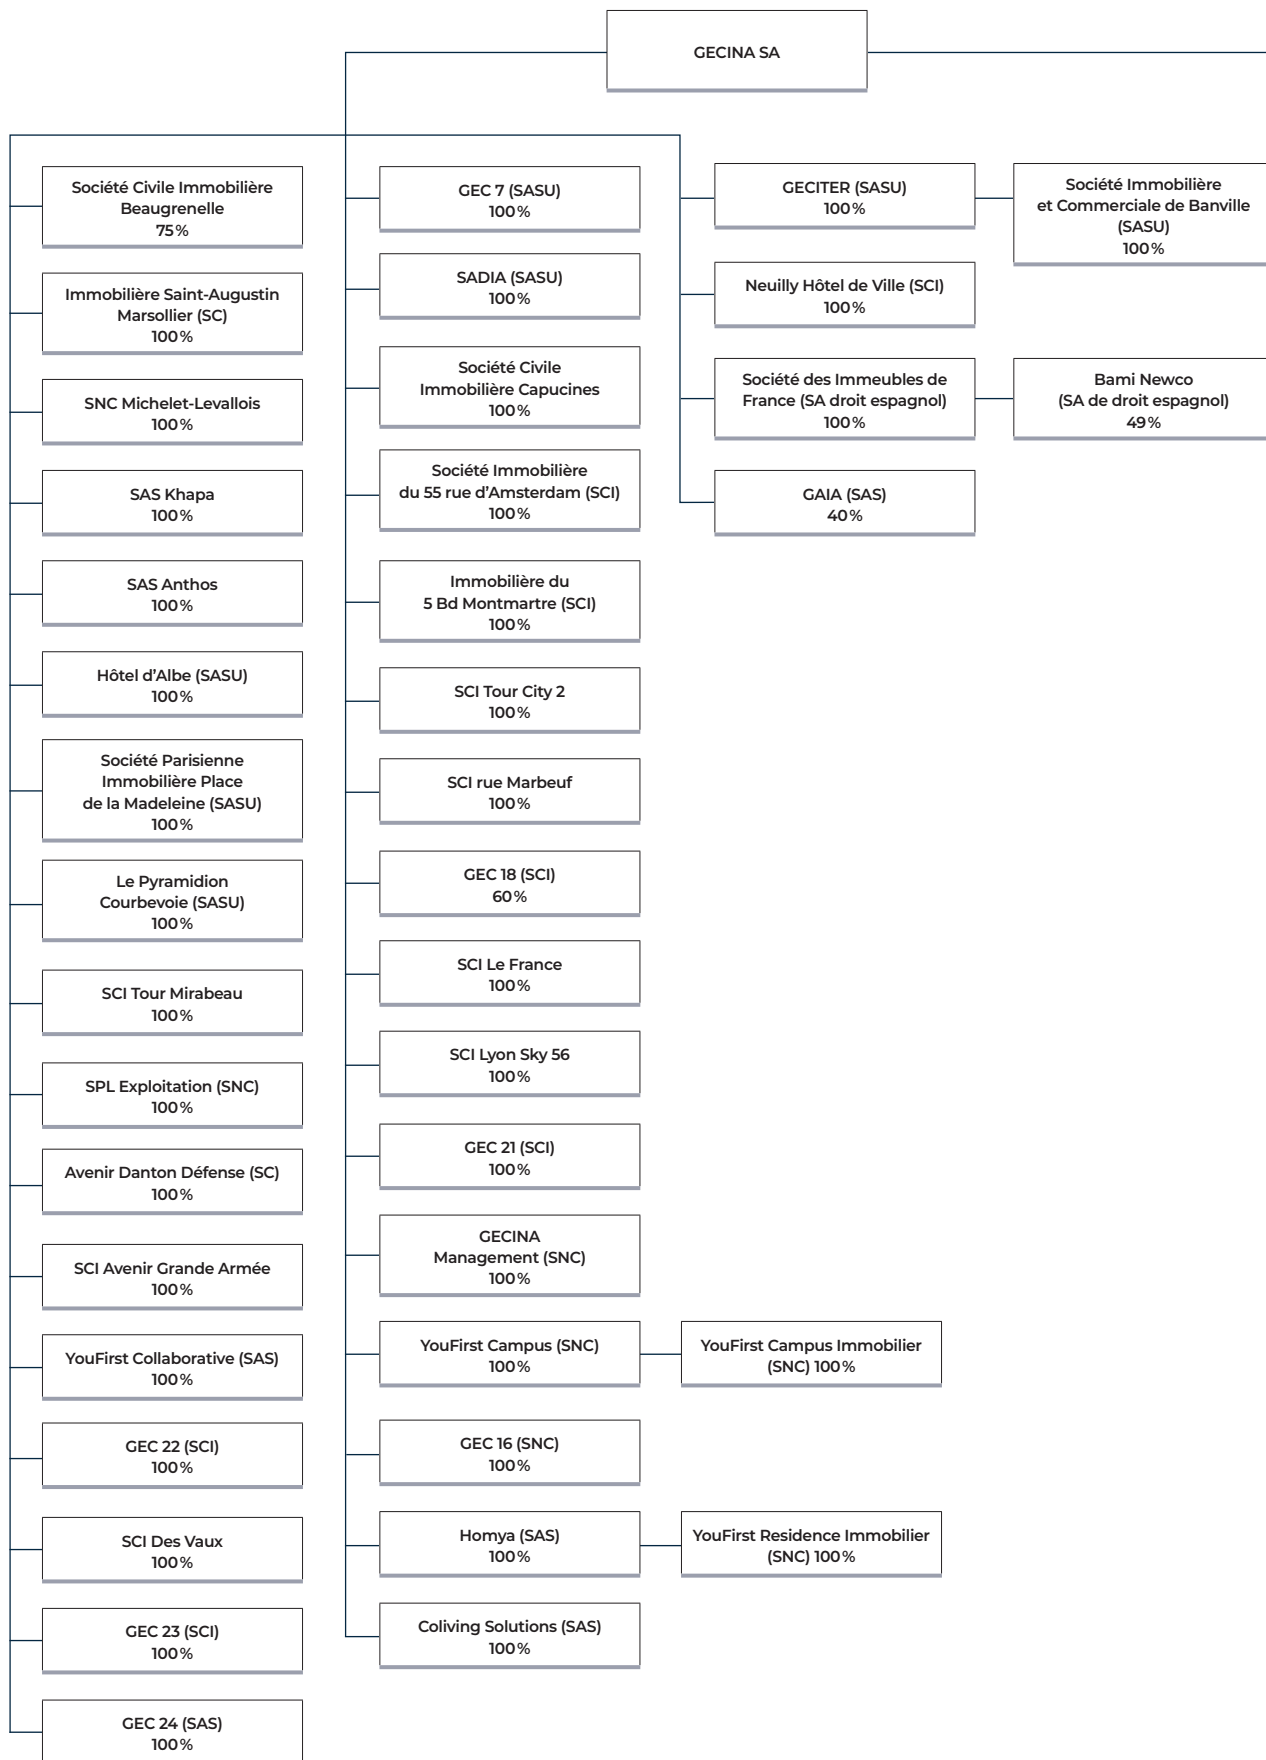 GECINA SA
Société Civile Immobilière
Beaugrenelle
75%
Immobilière Saint-Augustin
Marsollier (SC)
100%
SNC Michelet-Levallois
100%
SAS Khapa
100%
SAS Anthos
100%
Hôtel d'Albe (SASU)
100%
Société Parisienne
Immobilière Place
de la Madeleine (SASU)
100%
Le Pyramidion
Courbevoie (SASU)
100%
SCI Tour Mirabeau
100%
SPL Exploitation (SNC)
100%
Avenir Danton Défense (SC)
100%
SCI Avenir Grande Armée
100%
YouFirst Collaborative (SAS)
100%
GEC 22 (SCI)
100%
SCI Des Vaux
100%
GEC 23 (SCI)
100%
GEC 24 (SAS)
100%
GEC 7 (SASU)
100%
SADIA (SASU)
100%
Société Civile
Immobilière Capucines
100%
Société Immobilière
du 55 rue d'Amsterdam (SCI)
100%
Immobilière du
5 Bd Montmartre (SCI)
100%
SCI Tour City 2
100%
SCI rue Marbeuf
100%
GEC 18 (SCI)
60%
SCI Le France
100%
SCI Lyon Sky 56
100%
GEC 21 (SCI)
100%
GECINA
Management (SNC)
100%
YouFirst Campus (SNC)
100%
YouFirst Campus Immobilier
(SNC) 100%
GEC 16 (SNC)
100%
Homya (SAS)
100%
YouFirst Residence Immobilier
(SNC) 100%
Coliving Solutions (SAS)
100%
GECITER (SASU)
100%
Société Immobilière
et Commerciale de Banville
(SASU)
100%
Neuilly Hôtel de Ville (SCI)
100%
Société des Immeubles de
France (SA droit espagnol)
100%
Bami Newco
(SA de droit espagnol)
49%
GAIA (SAS)
40%